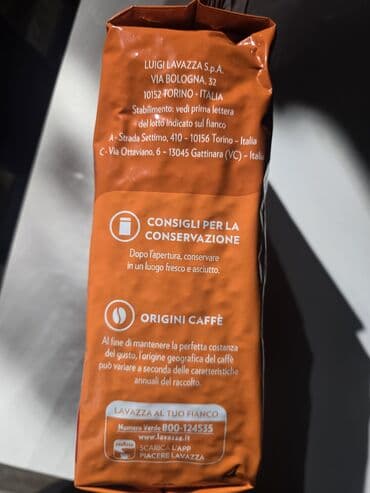 LUIGI LAVAZZA S.p.A.
VIA BOLOGNA, 32
10152 TORINO - ITALIA
Stabilimento: vedi prima lettera
del lotto indicato sul fianco
A- Strada Settimo, 410 - 10156 Torino - Italia
C- Via Ottaviano, 6 - 13045 Gattinara (VC) - Italia
CONSIGLI PER LA
CONSERVAZIONE
Dopo l'apertura, conservare
in un luogo fresco e asciutto.
ORIGINI CAFFÈ
Al fine di mantenere la perfetta costanza
del gusto, l'origine geografica del caffè
può variare a seconda delle caratteristiche
annuali del raccolto.
LAVAZZA AL TUO FIANCO
Numero Verde 800-124535
www.lavazza.it
SCARICA L'APP
PIACERE LAVAZZA